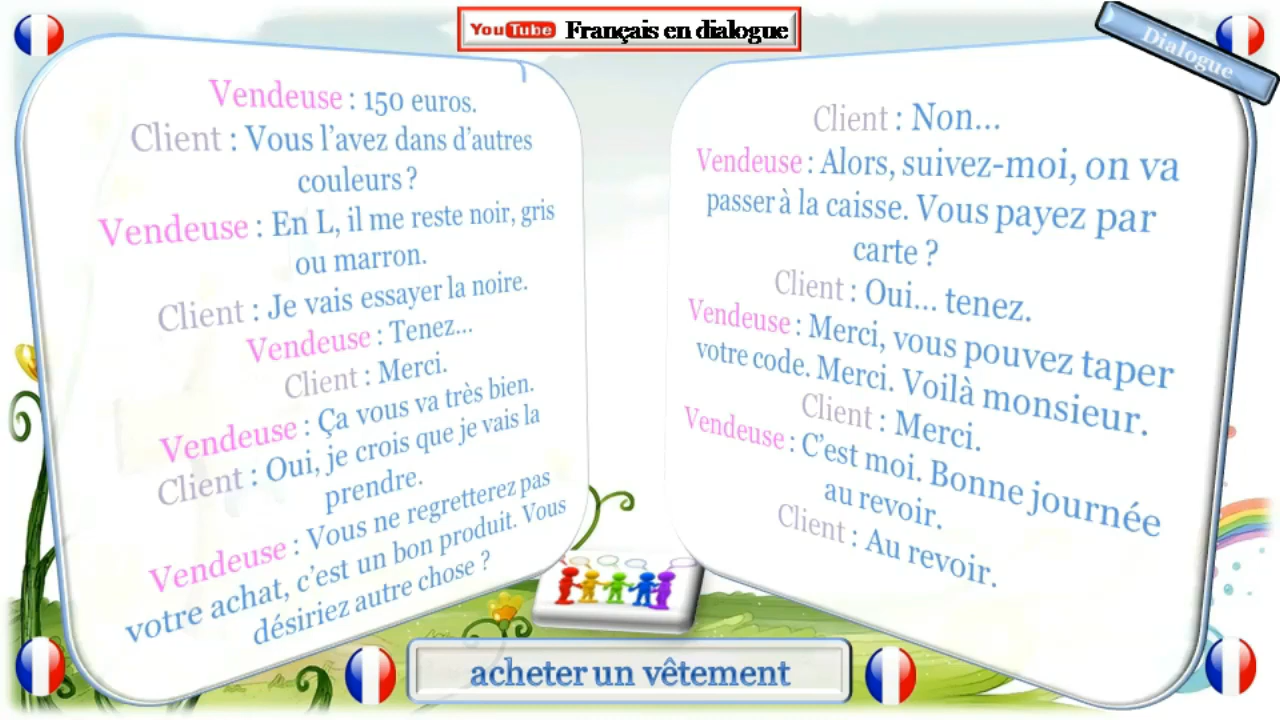 YouTube Français en dialogue
Dialogue
Vendeuse : 150 euros.
Client : Vous l'avez dans d'autres
couleurs ?
Vendeuse : En L, il me reste noir, gris
ou marron.
Client : Je vais essayer la noire.
Vendeuse : Tenez...
Client : Merci.
Vendeuse : Ça vous va très bien.
Client : Oui, je crois que je vais la
prendre.
Vendeuse : Vous ne regretterez pas
votre achat, c'est un bon produit. Vous
désiriez autre chose ?
Client : Non...
Vendeuse : Alors, suivez-moi, on va
passer à la caisse. Vous payez par
carte ?
Client : Oui... tenez.
Vendeuse : Merci, vous pouvez taper
votre code. Merci. Voilà monsieur.
Client : Merci.
Vendeuse : C'est moi. Bonne journée
au revoir.
Client : Au revoir.
acheter un vêtement